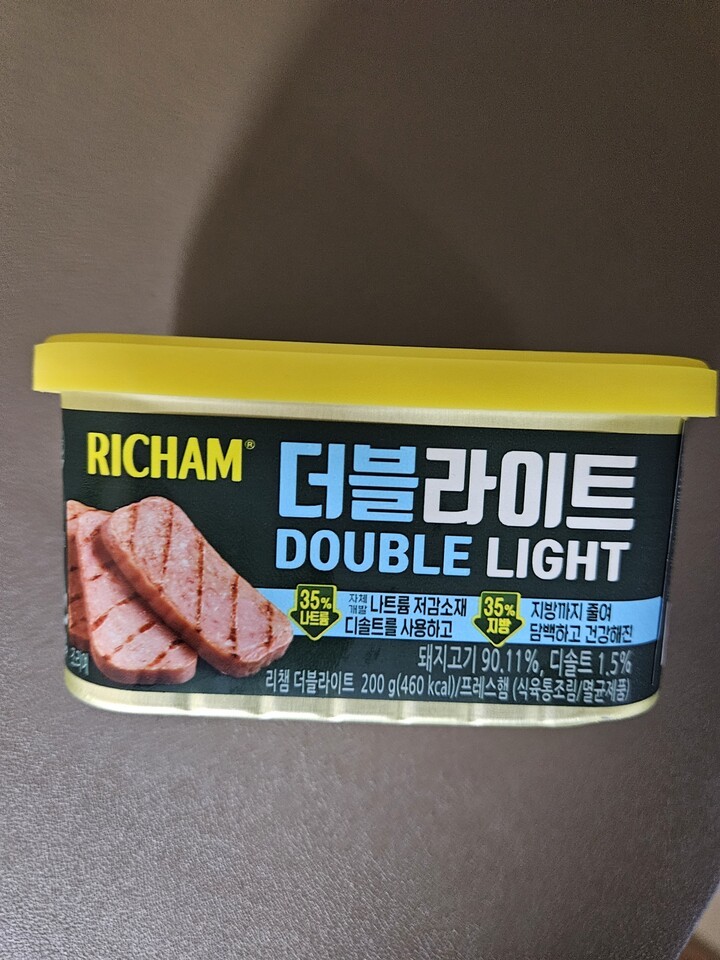 RICHAM®
더블라이트
DOUBLE LIGHT
35%
나트륨
자체
개발
나트륨 저감소재
디솔트를 사용하고
35%
지방
지방까지 줄여
담백하고 건강해진
돼지고기 90.11%, 디솔트 1.5%
리챔 더블라이트 200 g(460 kcal)/프레스햄 (식육통조림/멸균제품)
조리예